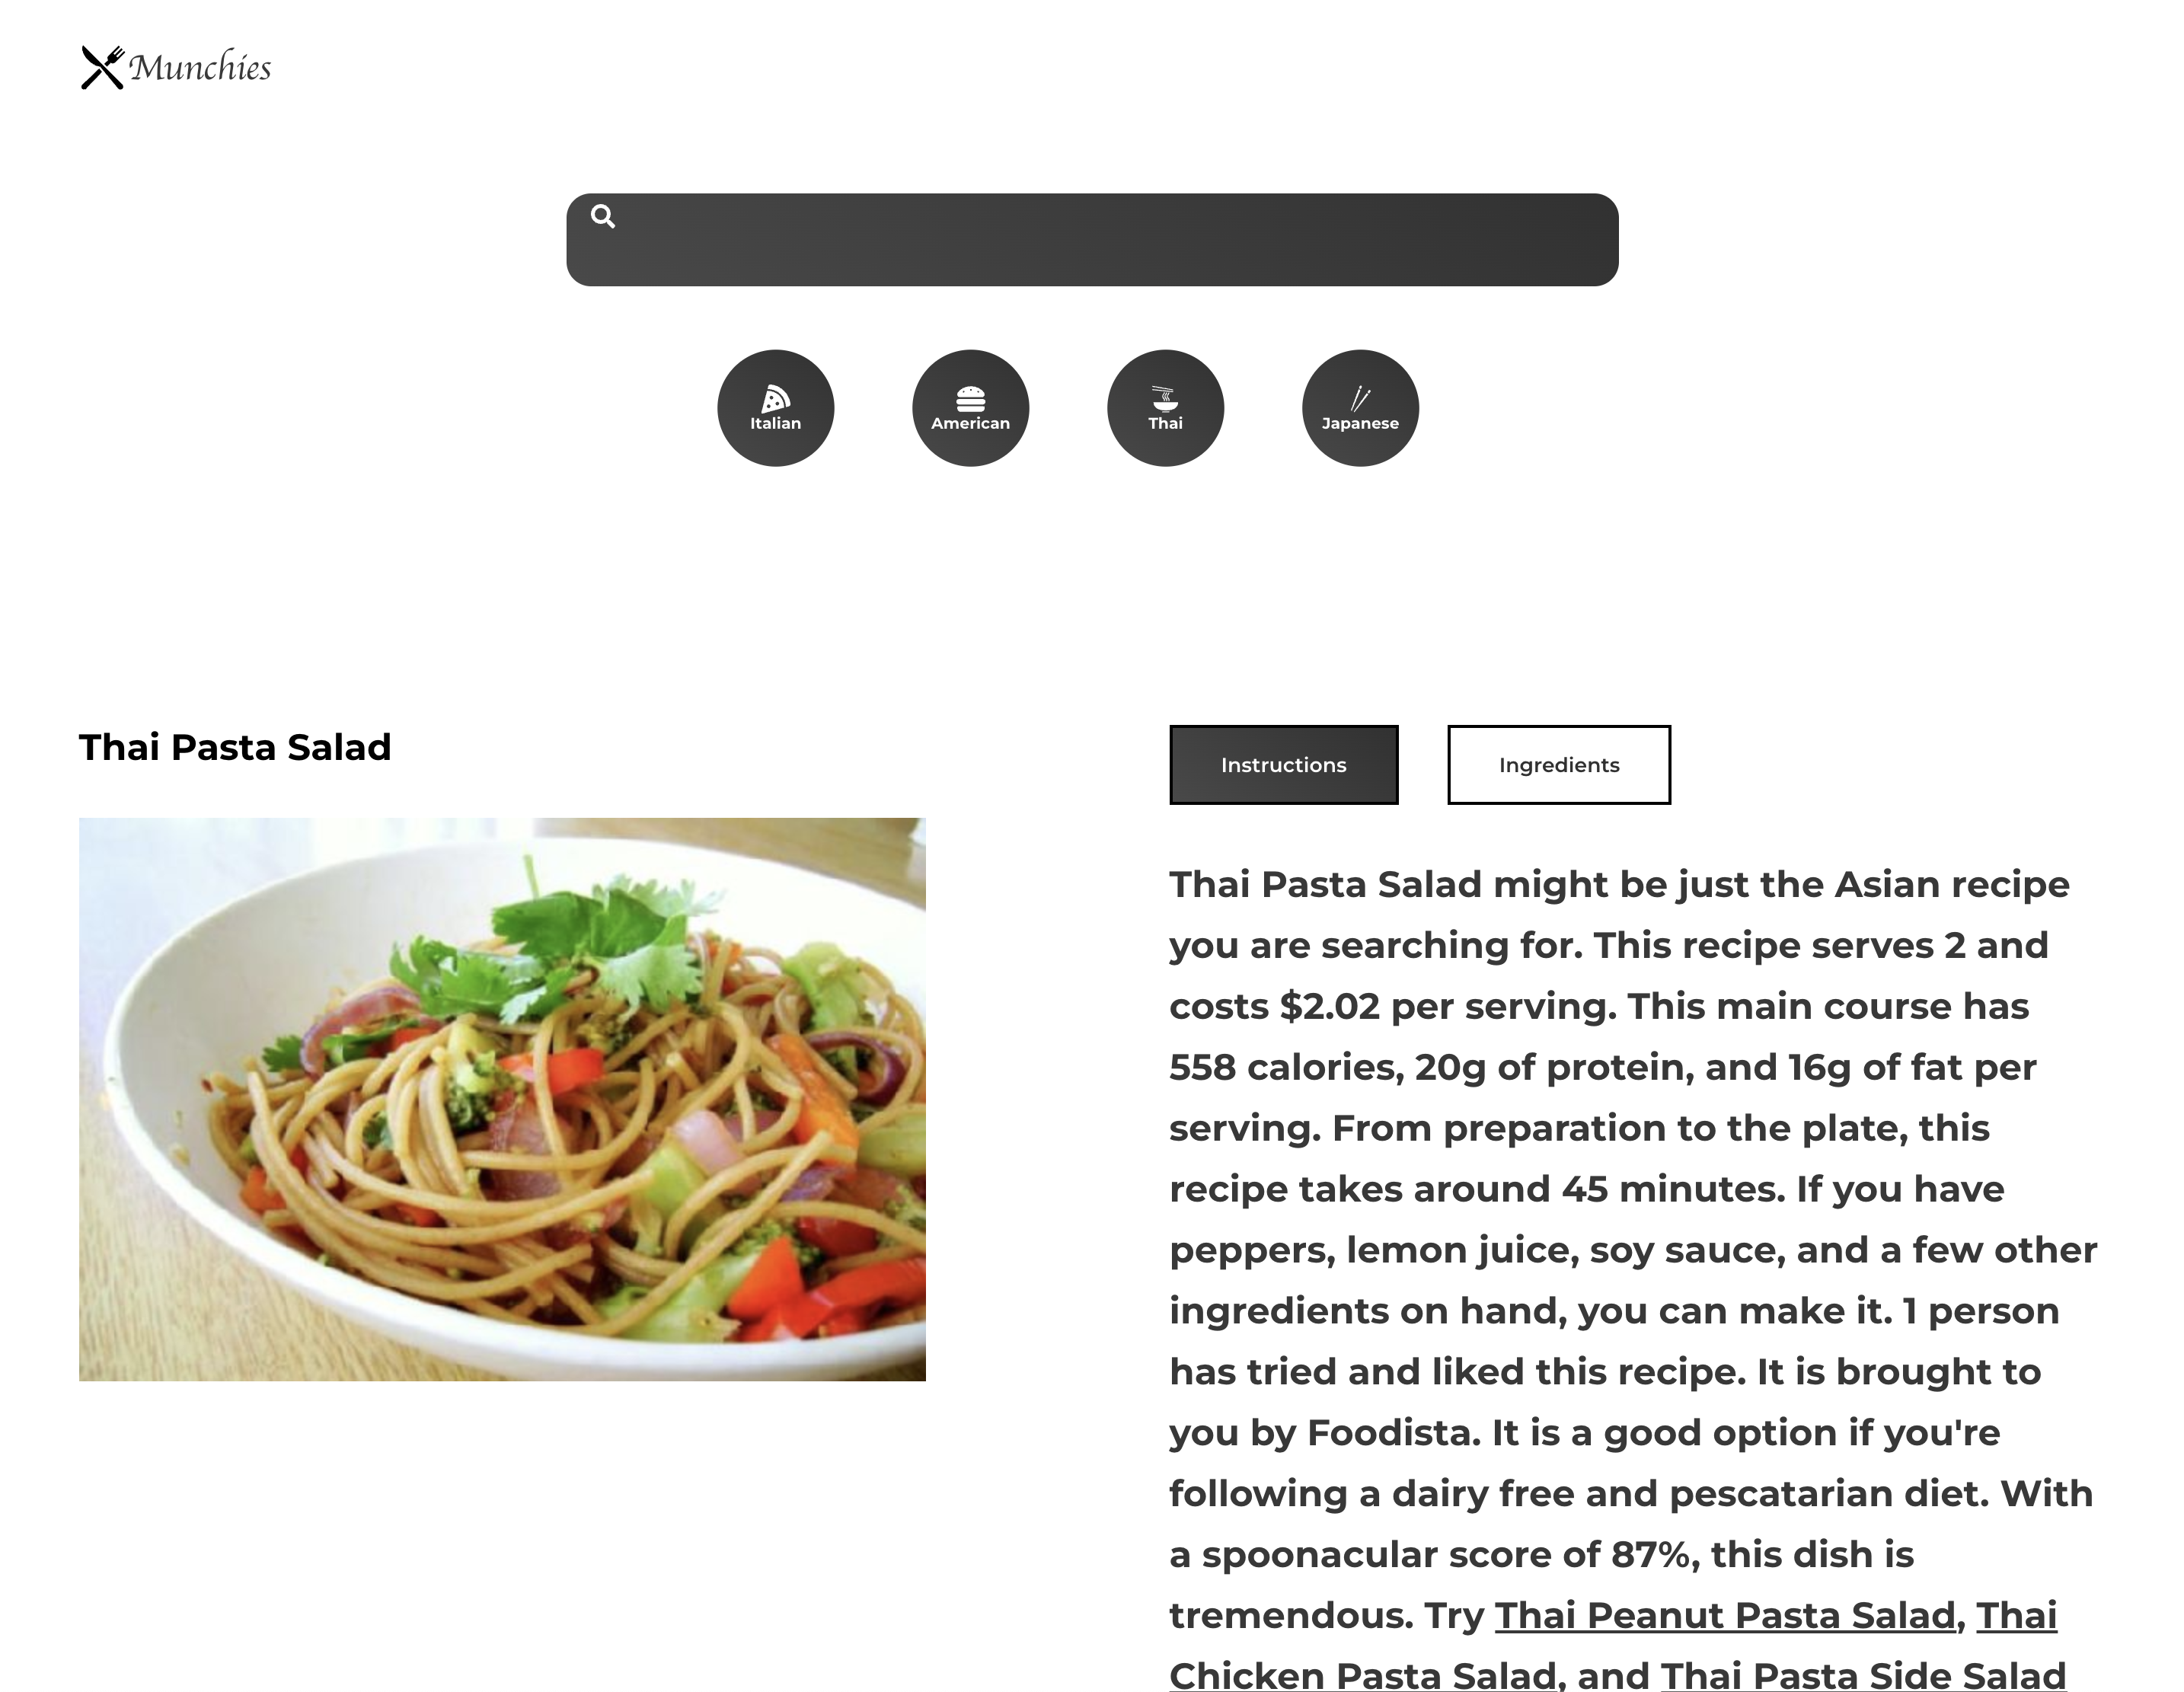 Munchies
Italian
American
Thai
Japanese
Thai Pasta Salad
Instructions
Ingredients
Thai Pasta Salad might be just the Asian recipe
you are searching for. This recipe serves 2 and
costs $2.02 per serving. This main course has
558 calories, 20g of protein, and 16g of fat per
serving. From preparation to the plate, this
recipe takes around 45 minutes. If you have
peppers, lemon juice, soy sauce, and a few other
ingredients on hand, you can make it. 1 person
has tried and liked this recipe. It is brought to
you by Foodista. It is a good option if you're
following a dairy free and pescatarian diet. With
a spoonacular score of 87%, this dish is
tremendous. Try Thai Peanut Pasta Salad, Thai
Chicken Pasta Salad, and Thai Pasta Side Salad